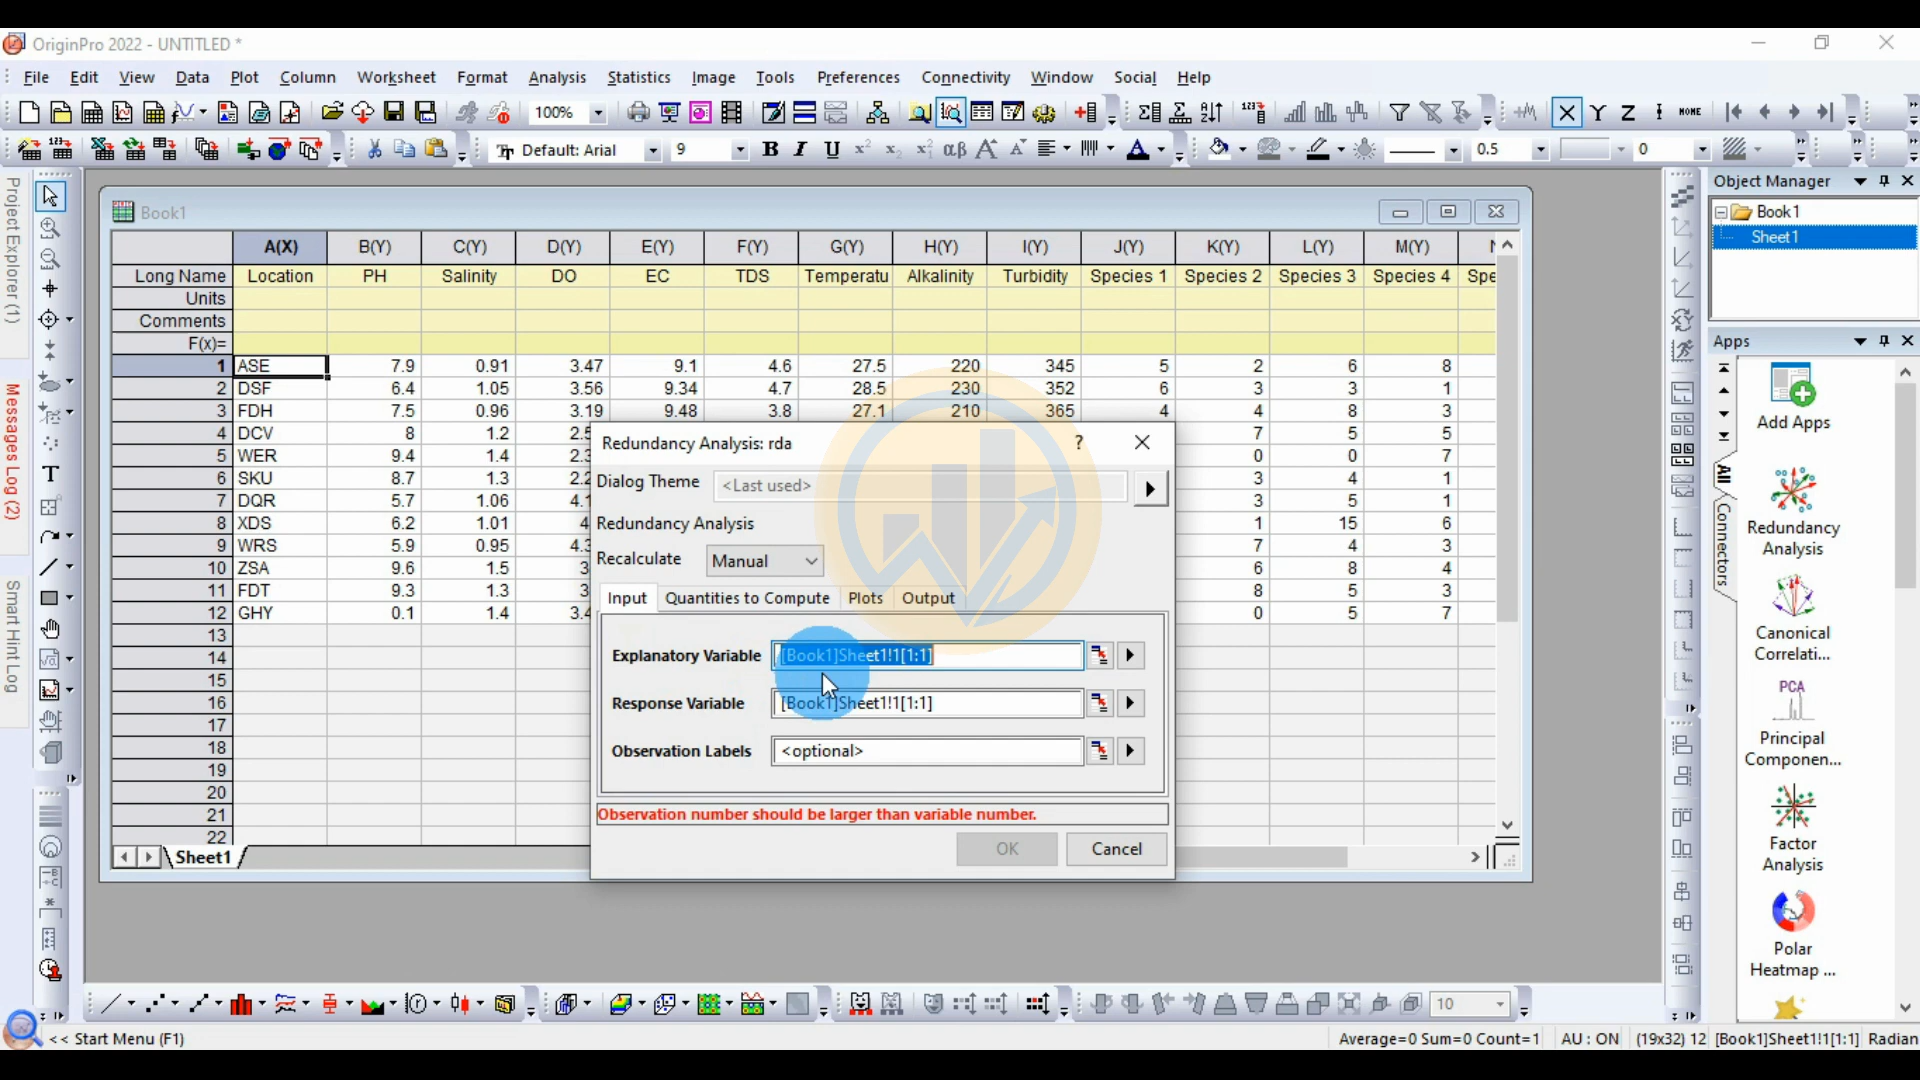 OriginPro 2022 - UNTITLED *
File Edit View Data Plot Column Worksheet Format Analysis Statistics Image Tools Preferences Connectivity Window Social Help
100%
Default: Arial 9 B I U αβ A 0.5 0
Project Explorer (1)
Messages Log (2)
Smart Hint Log
Book1
A(X) B(Y) C(Y) D(Y) E(Y) F(Y) G(Y) H(Y) I(Y) J(Y) K(Y) L(Y) M(Y)
Long Name Location PH Salinity DO EC TDS Temperatu Alkalinity Turbidity Species 1 Species 2 Species 3 Species 4 Spe
Units
Comments
F(x)=
1 ASE 7.9 0.91 3.47 9.1 4.6 27.5 220 345 5 2 6 8
2 DSF 6.4 1.05 3.56 9.34 4.7 28.5 230 352 6 3 3 1
3 FDH 7.5 0.96 3.19 9.48 3.8 27.1 210 365 4 4 8 3
4 DCV 8 1.2 2.5 7 5 5
5 WER 9.4 1.4 2.3 0 0 7
6 SKU 8.7 1.3 2.2 3 4 1
7 DQR 5.7 1.06 4.1 3 5 1
8 XDS 6.2 1.01 4 1 15 6
9 WRS 5.9 0.95 4.3 7 4 3
10 ZSA 9.6 1.5 3 6 8 4
11 FDT 9.3 1.3 3 8 5 3
12 GHY 0.1 1.4 3.4 0 5 7
13
14
15
16
17
18
19
20
21
22
Sheet1
Redundancy Analysis: rda ?
Dialog Theme <Last used>
Redundancy Analysis
Recalculate Manual
Input Quantities to Compute Plots Output
Explanatory Variable [Book1]Sheet1!1[1:1]
Response Variable [Book1]Sheet1!1[1:1]
Observation Labels <optional>
Observation number should be larger than variable number.
OK Cancel
Object Manager
Book1
Sheet1
Apps
All
Connectors
Add Apps
Redundancy
Analysis
Canonical
Correlati...
PCA
Principal
Componen...
Factor
Analysis
Polar
Heatmap ...
10
<< Start Menu (F1) Average=0 Sum=0 Count=1 AU : ON (19x32) 12 [Book1]Sheet1!1[1:1] Radian